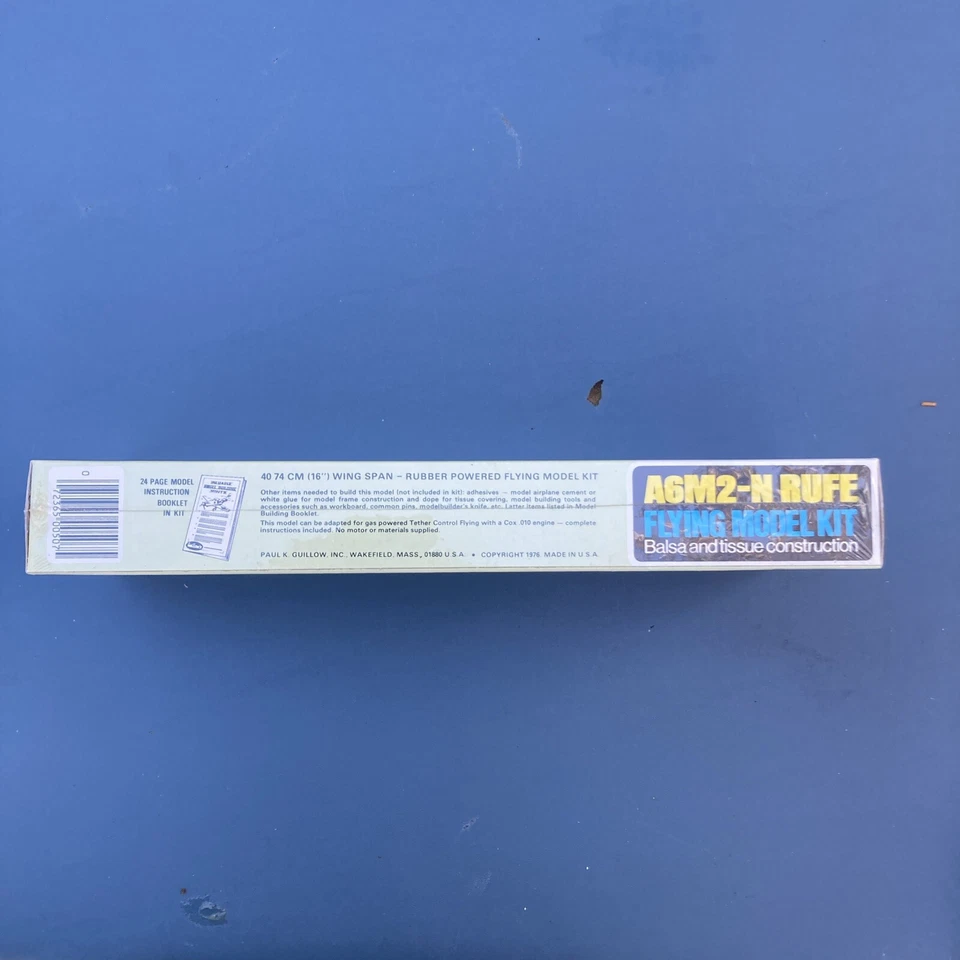 24 PAGE MODEL
INSTRUCTION
BOOKLET
IN KIT
40 74 CM (16") WING SPAN – RUBBER POWERED FLYING MODEL KIT
Other items needed to build this model (not included in kit): adhesives – model airplane cement or
white glue for model frame construction and dope for tissue covering, model building tools and
accessories such as workboard, common pins, modelbuilder's knife, etc. Latter items listed in Model
Building Booklet.
This model can be adapted for gas powered Tether Control Flying with a Cox .010 engine — complete
instructions included. No motor or materials supplied.
PAUL K. GUILLOW, INC. WAKEFIELD, MASS, 01880 U.S.A. • COPYRIGHT 1976. MADE IN U.S.A.
A6M2-N RUFE
FLYING MODEL KIT
Balsa and tissue construction